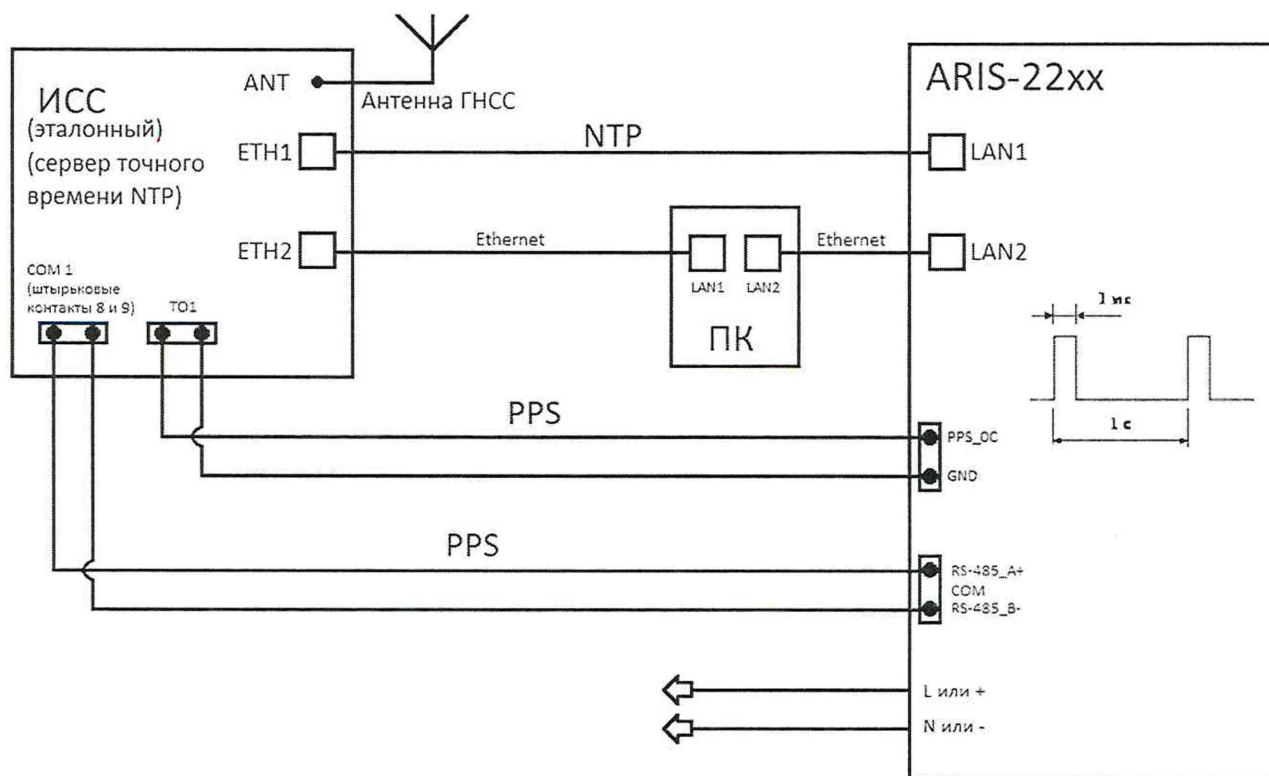 ИСС
(эталонный)
(сервер точного
времени NTP)
ANT
Антенна ГНСС
ETH1
NTP
ARIS-22xx
LAN1
ETH2
Ethernet
LAN1
LAN2
ПК
Ethernet
LAN2
COM 1
(штырьковые
контакты 8 и 9)
TO1
1 мс
1 с
PPS
PPS_OC
GND
PPS
RS-485_A+
COM
RS-485_B-
L или +
N или -